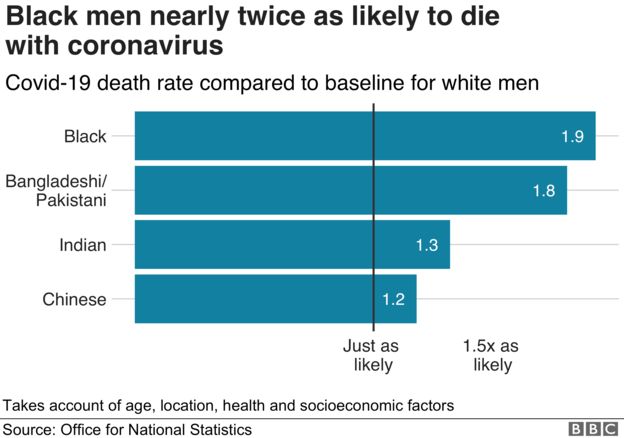 Black men nearly twice as likely to die
with coronavirus
Covid-19 death rate compared to baseline for white men
Black
1.9
Bangladeshi/
Pakistani
1.8
Indian
1.3
Chinese
1.2
Just as
likely
1.5x as
likely
Takes account of age, location, health and socioeconomic factors
Source: Office for National Statistics
BBC